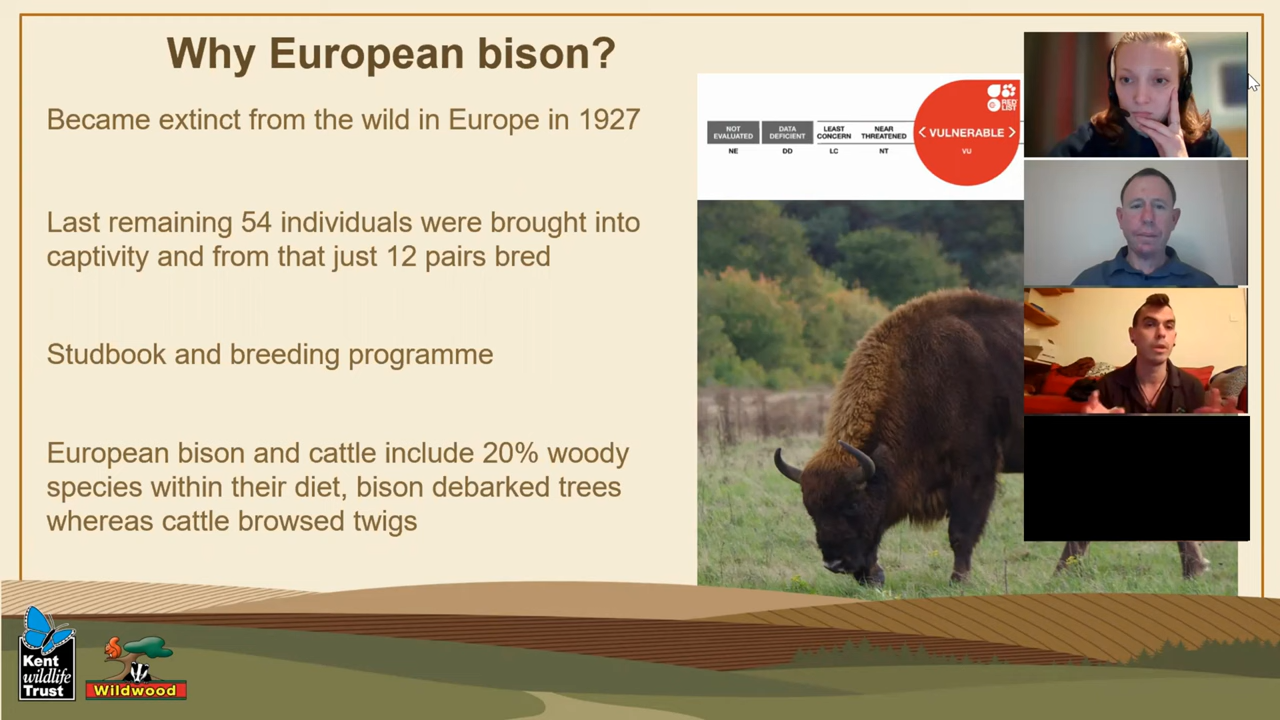 Why European bison?
Became extinct from the wild in Europe in 1927
Last remaining 54 individuals were brought into
captivity and from that just 12 pairs bred
Studbook and breeding programme
European bison and cattle include 20% woody
species within their diet, bison debarked trees
whereas cattle browsed twigs
RED
LIST
NOT
EVALUATED
NE
DATA
DEFICIENT
DD
LEAST
CONCERN
LC
NEAR
THREATENED
NT
< VULNERABLE >
VU
Kent
wildlife
Trust
Wildwood